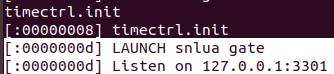 timectrl.init
[:00000008] timectrl.init
[:0000000d] LAUNCH snlua gate
[:0000000d] Listen on 127.0.0.1:3301